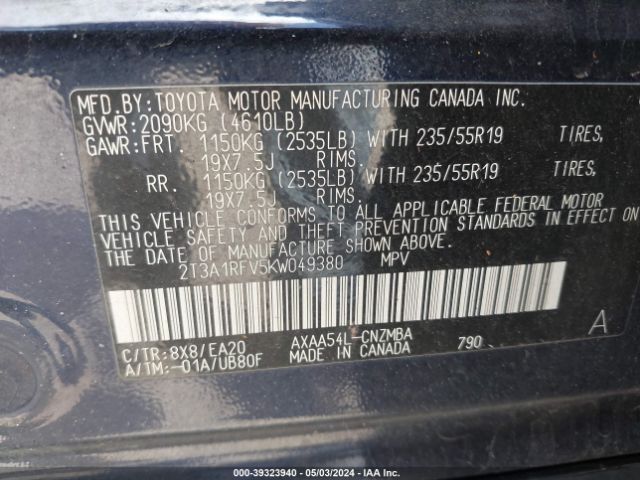 MFD.BY:TOYOTA MOTOR MANUFACTURING CANADA INC.
GVWR:2090KG (4610LB)
GAWR:FRT. 1150KG (2535LB) WITH 235/55R19 TIRES,
19X7.5J RIMS.
RR. 1150KG (2535LB) WITH 235/55R19 TIRES,
19X7.5J RIMS.
THIS VEHICLE CONFORMS TO ALL APPLICABLE FEDERAL MOTOR
VEHICLE SAFETY AND THEFT PREVENTION STANDARDS IN EFFECT ON
THE DATE OF MANUFACTURE SHOWN ABOVE.
2T3A1RFV5KW049380 MPV
C/TR:8X8/EA20 AXAA54L-CNZMBA 790 A
A/TM:-01A/UB80F MADE IN CANADA
000-39323940 - 05/03/2024 - IAA Inc.